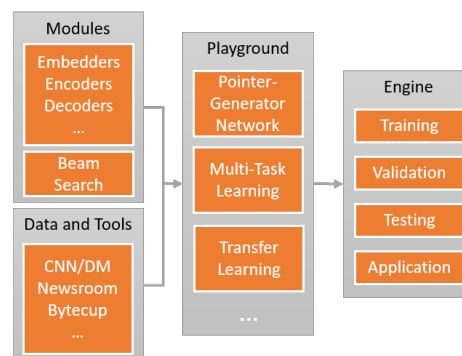 Modules
Embedders
Encoders
Decoders
...
Beam
Search
Data and Tools
CNN/DM
Newsroom
Bytecup
...
Playground
Pointer-
Generator
Network
Multi-Task
Learning
Transfer
Learning
...
Engine
Training
Validation
Testing
Application